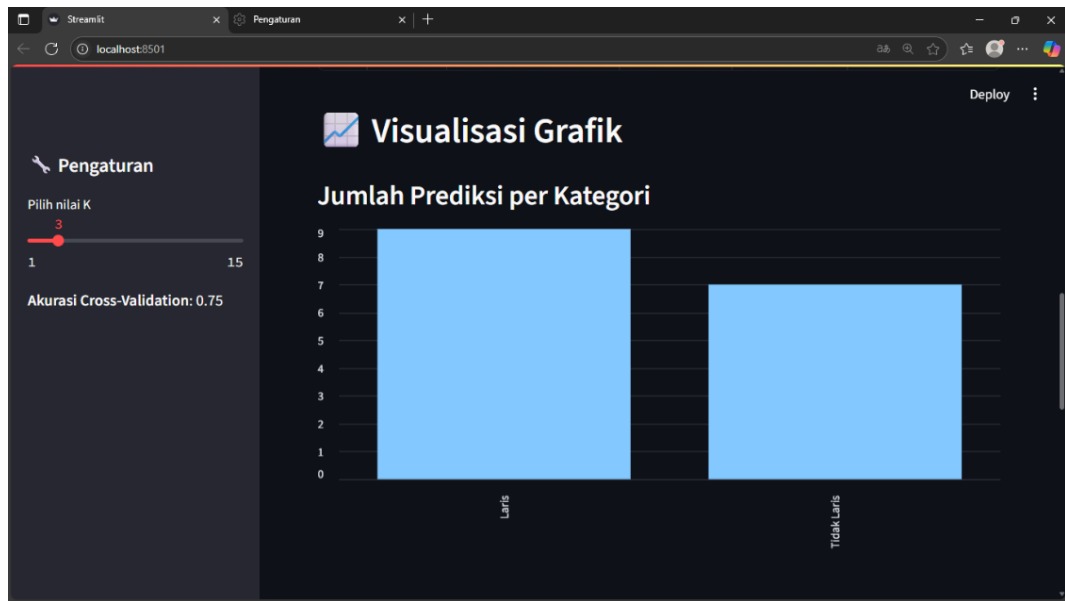 Streamlit
Pengaturan
localhost:8501
Deploy
Pengaturan
Pilih nilai K
3
1
15
Akurasi Cross-Validation: 0.75
Visualisasi Grafik
Jumlah Prediksi per Kategori
9
8
7
6
5
4
3
2
1
0
Laris
Tidak Laris